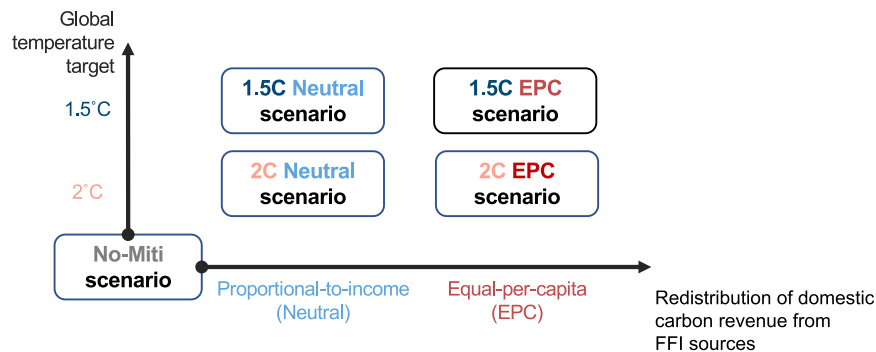 Global
temperature
target
1.5˚C
2˚C
1.5C Neutral
scenario
1.5C EPC
scenario
2C Neutral
scenario
2C EPC
scenario
No-Miti
scenario
Proportional-to-income
(Neutral)
Equal-per-capita
(EPC)
Redistribution of domestic
carbon revenue from
FFI sources